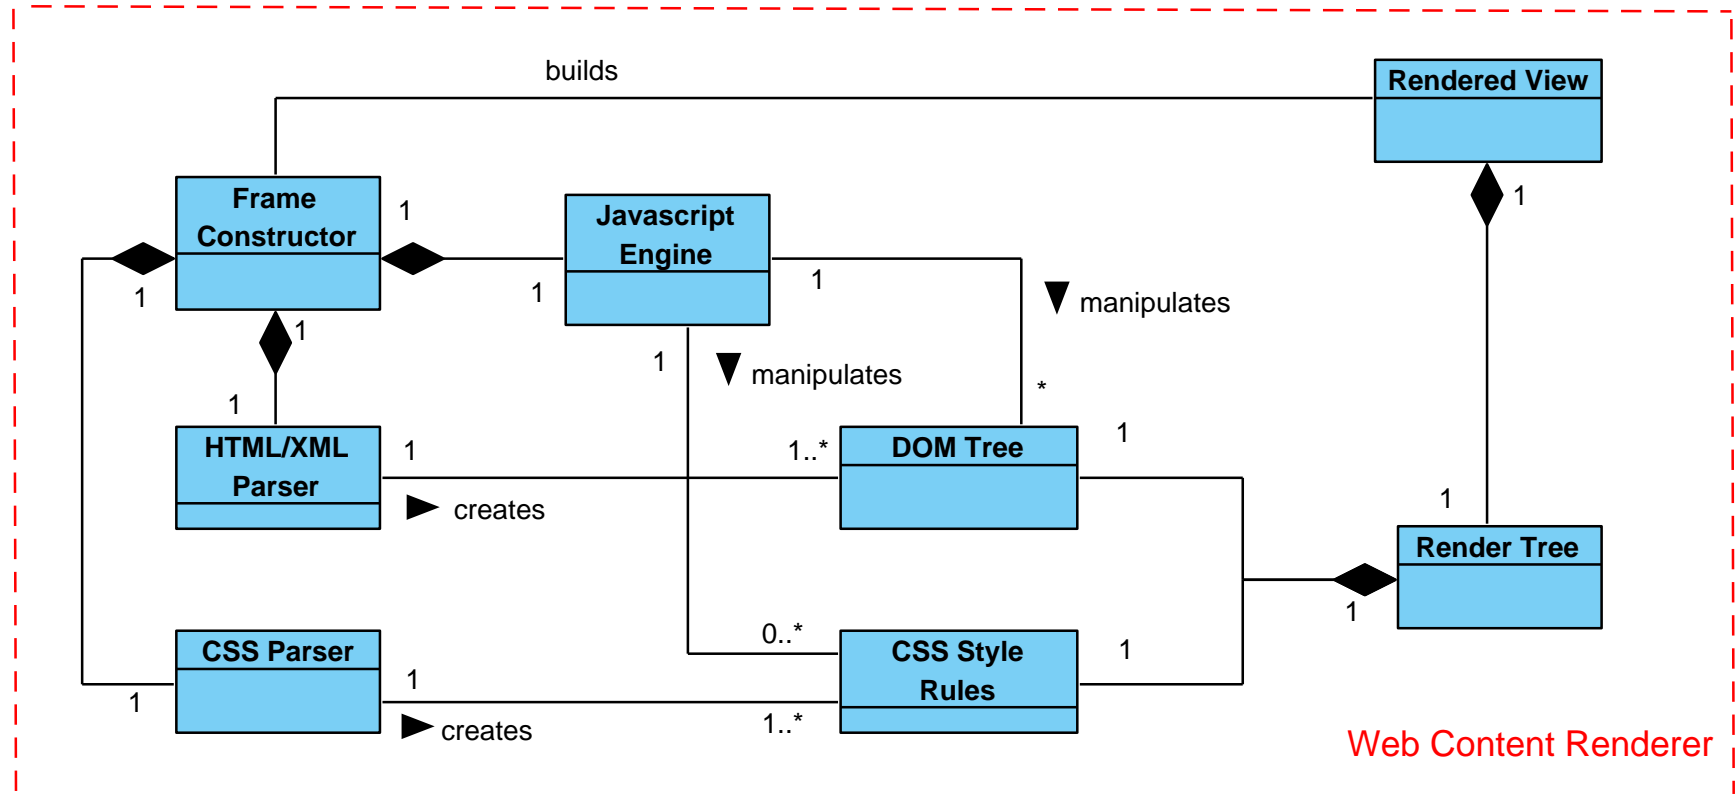 builds
Rendered View
1
Frame
Constructor
1
Javascript
Engine
1
1
1
manipulates
1
1
manipulates
*
1
HTML/XML
Parser
1
1..*
DOM Tree
1
creates
1
Render Tree
1
CSS Parser
1
1
creates
0..*
1..*
CSS Style
Rules
1
1
Web Content Renderer